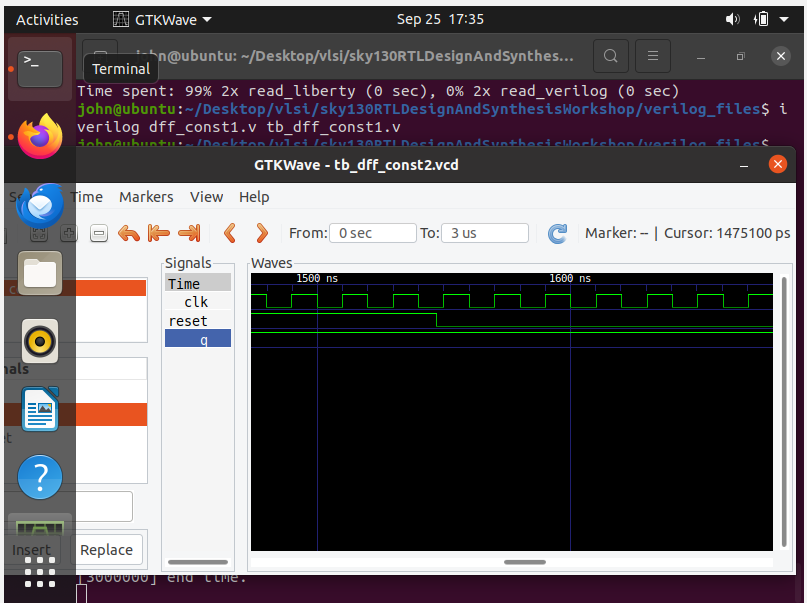 Activities GTKWave Sep 25 17:35
john@ubuntu: ~/Desktop/vlsi/sky130RTLDesignAndSynthes...
>_
Terminal
Time spent: 99% 2x read_liberty (0 sec), 0% 2x read_verilog (0 sec)
john@ubuntu:~/Desktop/vlsi/sky130RTLDesignAndSynthesisWorkshop/verilog_files$ i
verilog dff_const1.v tb_dff_const1.v
john@ubuntu:~/Desktop/vlsi/sky130RTLDesignAndSynthesisWorkshop/verilog_files$
GTKWave - tb_dff_const2.vcd
Time Markers View Help
From: 0 sec To: 3 us Marker: -- | Cursor: 1475100 ps
Signals Waves
Time 1500 ns 1600 ns
clk
reset
q
nals
et
?
Insert Replace
[3000000] end time.